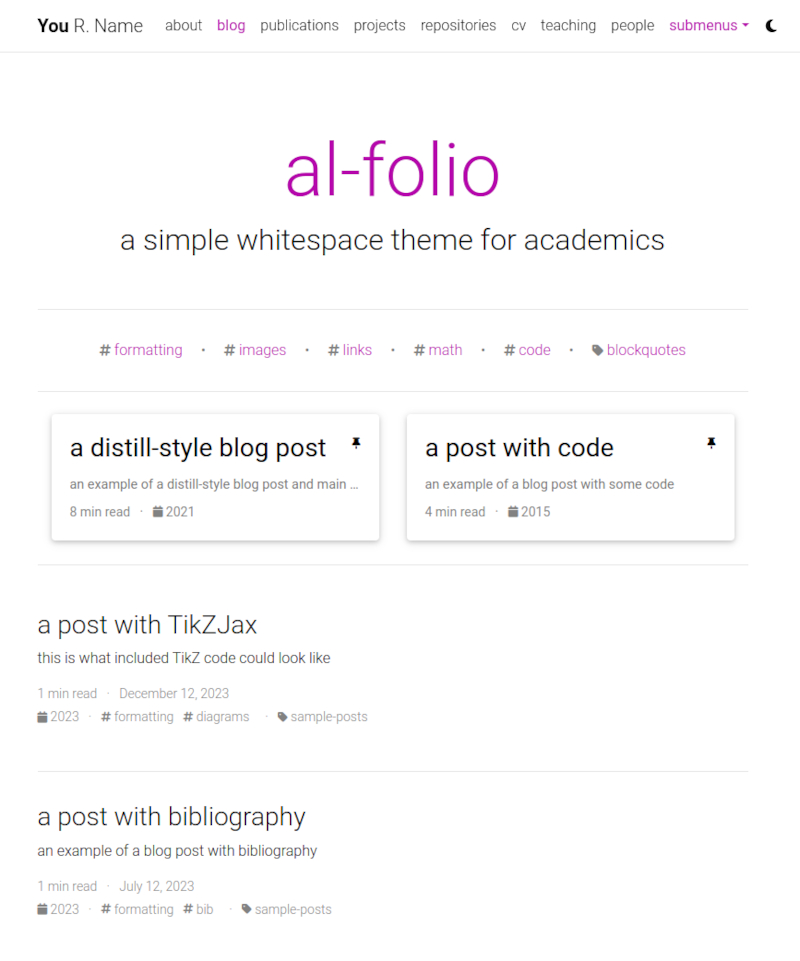 You R. Name about blog publications projects repositories cv teaching people submenus
al-folio
a simple whitespace theme for academics
# formatting • # images • # links • # math • # code • blockquotes
a distill-style blog post
an example of a distill-style blog post and main ...
8 min read · 2021
a post with code
an example of a blog post with some code
4 min read · 2015
a post with TikZJax
this is what included TikZ code could look like
1 min read · December 12, 2023
2023 · # formatting # diagrams · sample-posts
a post with bibliography
an example of a blog post with bibliography
1 min read · July 12, 2023
2023 · # formatting # bib · sample-posts